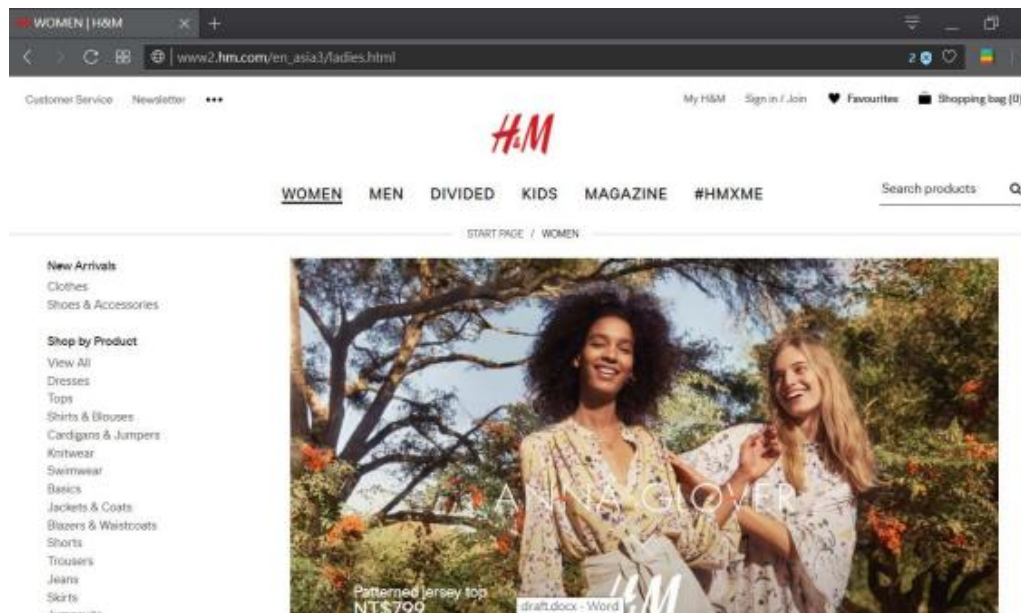 WOMEN | H&M
www2.hm.com/en_asia3/ladies.html
2
Customer Service Newsletter •••
My H&M Sign in / Join Favourites Shopping bag (0)
H&M
WOMEN MEN DIVIDED KIDS MAGAZINE #HMXME
Search products
START PAGE / WOMEN
New Arrivals
Clothes
Shoes & Accessories
Shop by Product
View All
Dresses
Tops
Shirts & Blouses
Cardigans & Jumpers
Knitwear
Swimwear
Basics
Jackets & Coats
Blazers & Waistcoats
Shorts
Trousers
Jeans
Skirts
ANNA GLOVER
H&M
Patterned jersey top
NT$799
draft.docx - Word